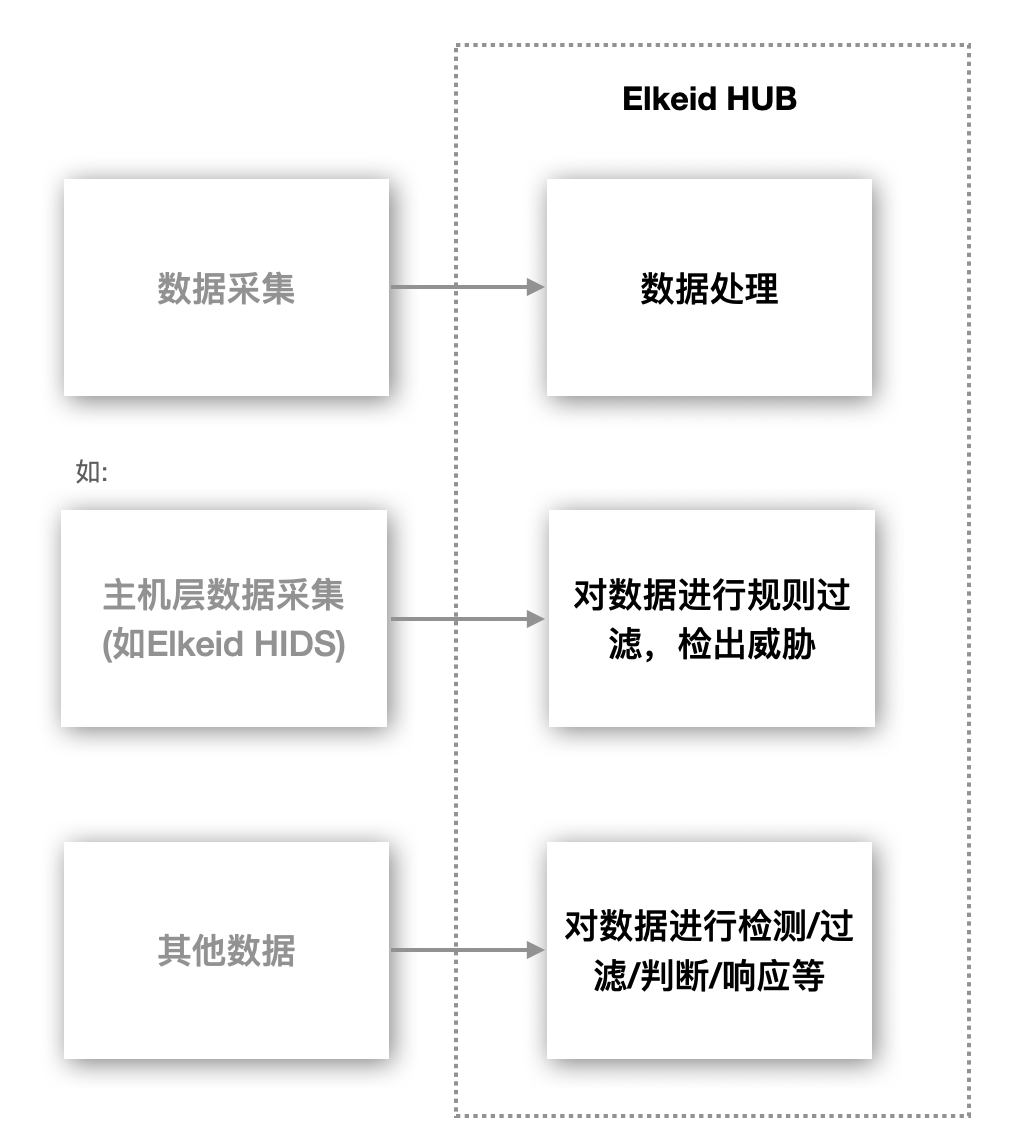 Elkeid HUB
数据采集
数据处理
如:
主机层数据采集
(如Elkeid HIDS)
对数据进行规则过
滤，检出威胁
其他数据
对数据进行检测/过
滤/判断/响应等